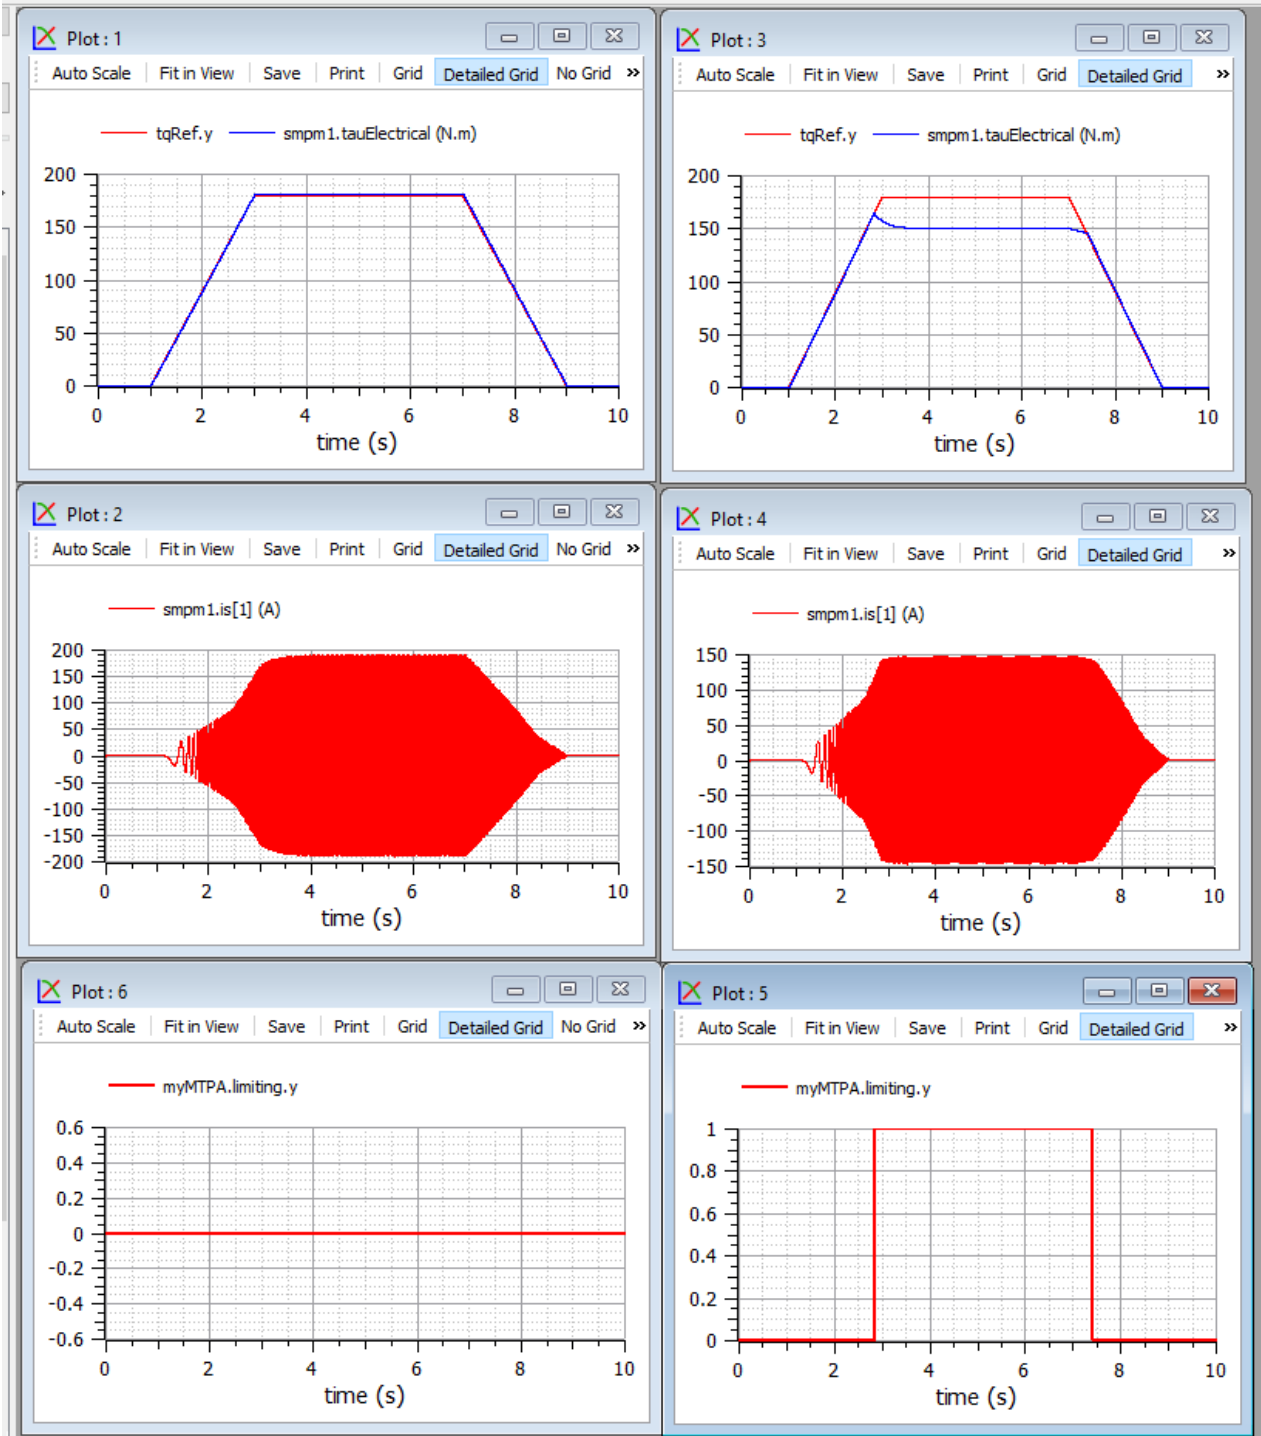 Plot : 1
Auto Scale Fit in View Save Print Grid Detailed Grid No Grid »
tqRef.y smpm1.tauElectrical (N.m)
200
150
100
50
0
0 2 4 6 8 10
time (s)
Plot : 3
Auto Scale Fit in View Save Print Grid Detailed Grid »
tqRef.y smpm1.tauElectrical (N.m)
200
150
100
50
0
0 2 4 6 8 10
time (s)
Plot : 2
Auto Scale Fit in View Save Print Grid Detailed Grid No Grid »
smpm1.is[1] (A)
200
150
100
50
0
-50
-100
-150
-200
0 2 4 6 8 10
time (s)
Plot : 4
Auto Scale Fit in View Save Print Grid Detailed Grid »
smpm1.is[1] (A)
150
100
50
0
-50
-100
-150
0 2 4 6 8 10
time (s)
Plot : 6
Auto Scale Fit in View Save Print Grid Detailed Grid No Grid »
myMTPA.limiting.y
0.6
0.4
0.2
0
-0.2
-0.4
-0.6
0 2 4 6 8 10
time (s)
Plot : 5
Auto Scale Fit in View Save Print Grid Detailed Grid »
myMTPA.limiting.y
1
0.8
0.6
0.4
0.2
0
0 2 4 6 8 10
time (s)